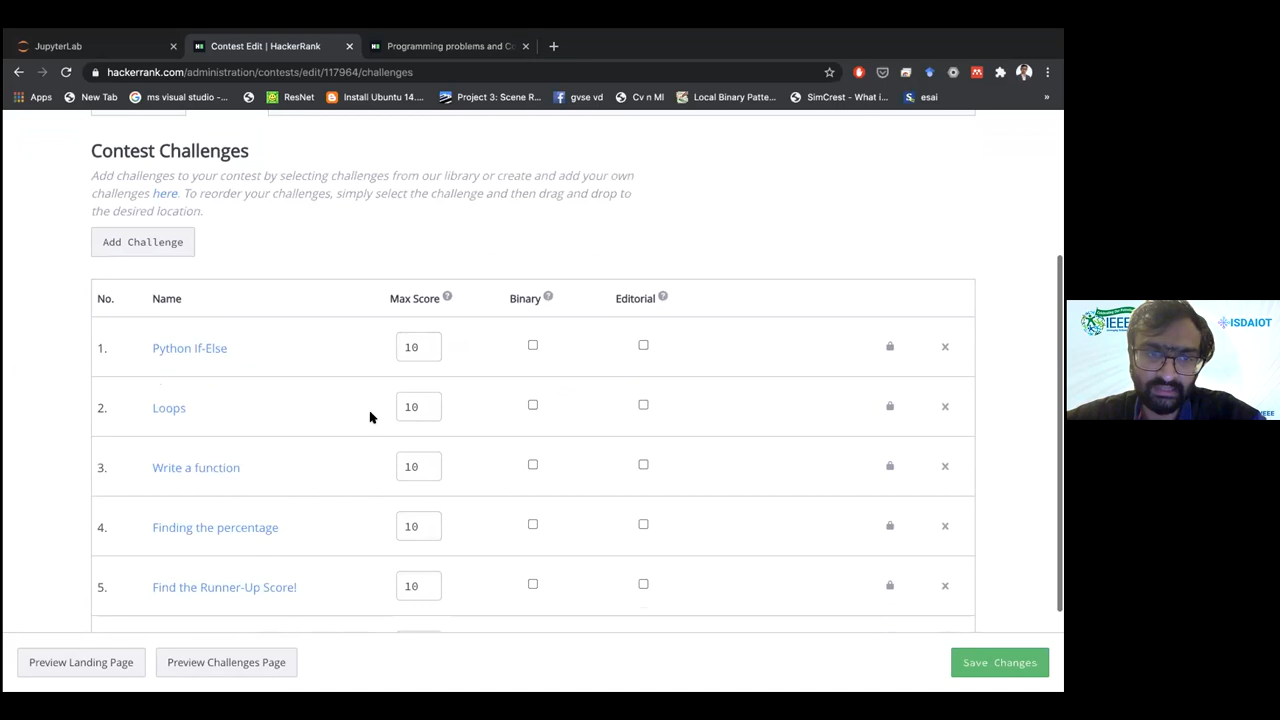 JupyterLab
Contest Edit | HackerRank
Programming problems and Co
hackerrank.com/administration/contests/edit/117964/challenges
Apps
New Tab
ms visual studio -...
ResNet
Install Ubuntu 14....
Project 3: Scene R...
gvse vd
Cv n Ml
Local Binary Patte...
SimCrest - What i...
esai
»
Contest Challenges
Add challenges to your contest by selecting challenges from our library or create and add your own
challenges here. To reorder your challenges, simply select the challenge and then drag and drop to
the desired location.
Add Challenge
No. Name Max Score ? Binary ? Editorial ?
1. Python If-Else 10
2. Loops 10
3. Write a function 10
4. Finding the percentage 10
5. Find the Runner-Up Score! 10
Preview Landing Page
Preview Challenges Page
Save Changes
IEEE
ISDAIOT